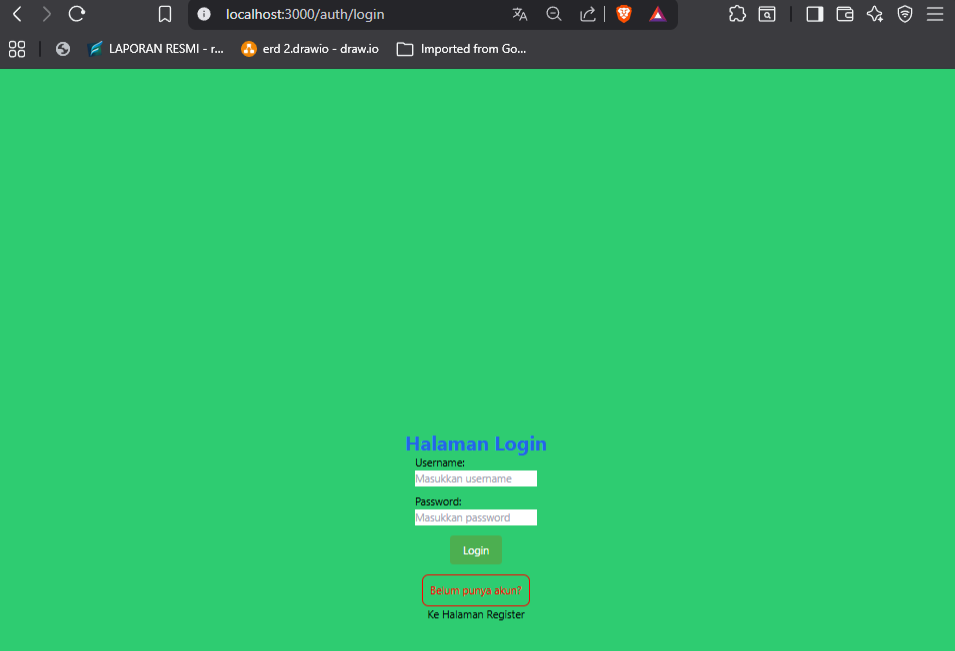 localhost:3000/auth/login
LAPORAN RESMI - r...
erd 2.drawio - draw.io
Imported from Go...
Halaman Login
Username:
Masukkan username
Password:
Masukkan password
Login
Belum punya akun?
Ke Halaman Register